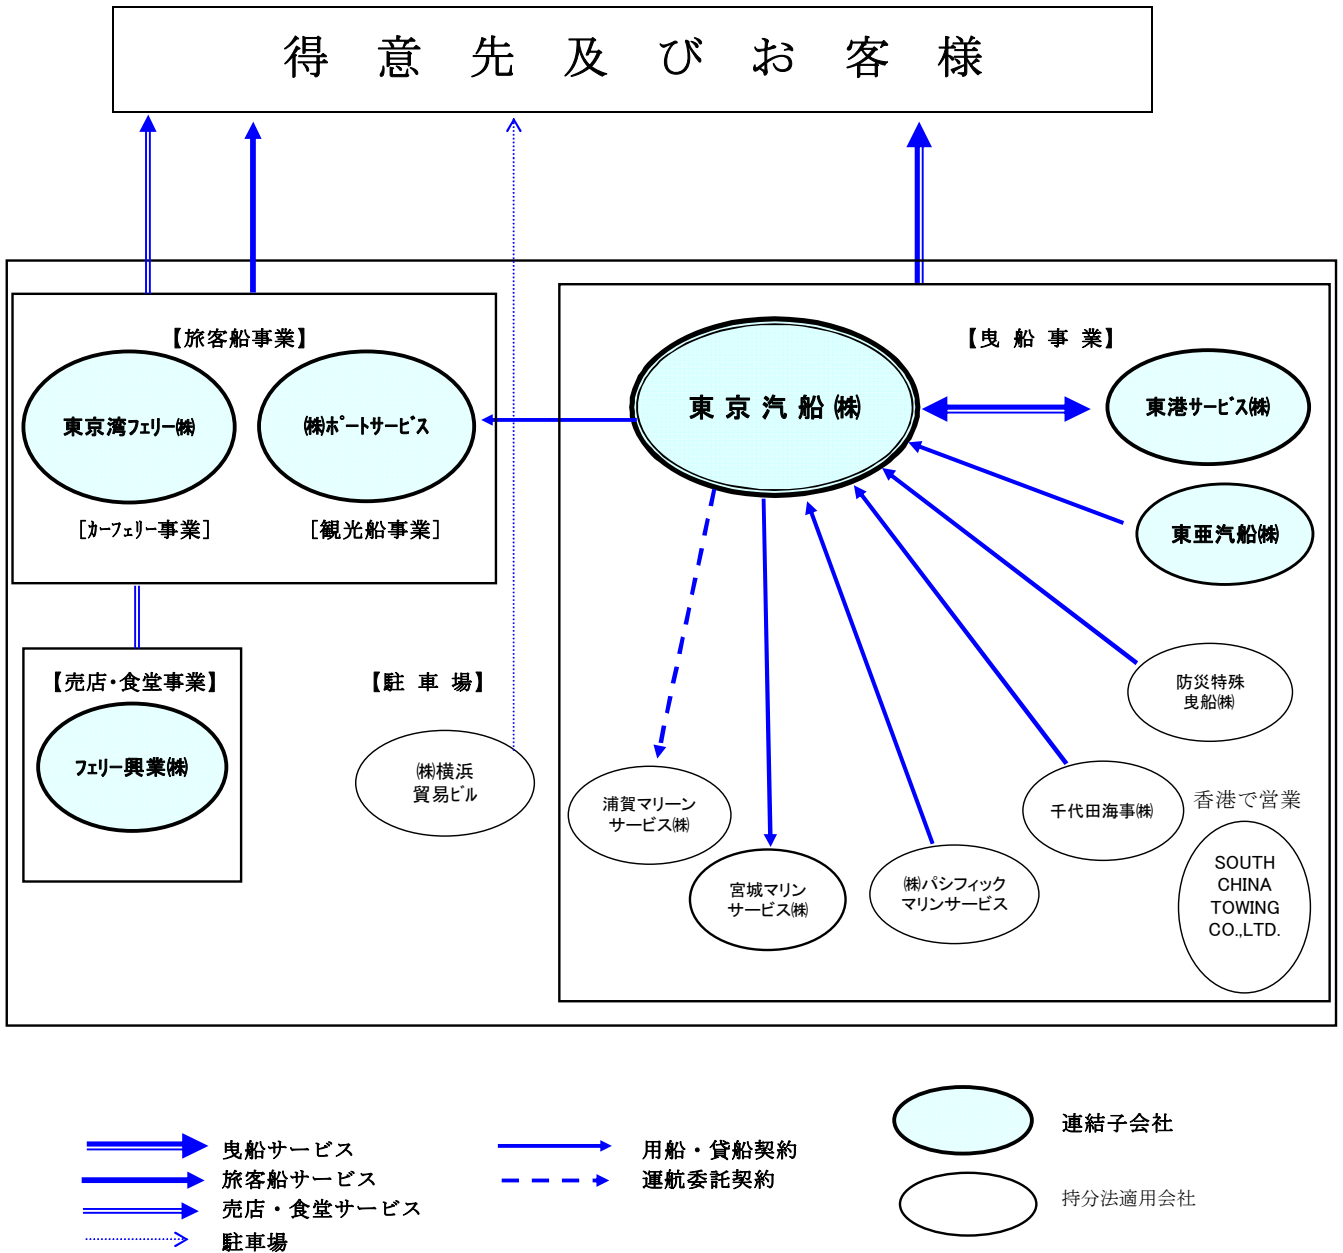 得意先及びお客様
【旅客船事業】
東京湾フェリー㈱
㈱ポートサービス
[カーフェリー事業]
[観光船事業]
【曳船事業】
東京汽船㈱
東港サービス㈱
東亜汽船㈱
防災特殊
曳船㈱
千代田海事㈱
香港で営業
SOUTH
CHINA
TOWING
CO.,LTD.
㈱パシフィック
マリンサービス
宮城マリン
サービス㈱
浦賀マリーン
サービス㈱
【売店・食堂事業】
フェリー興業㈱
【駐車場】
㈱横浜
貿易ビル
曳船サービス
旅客船サービス
売店・食堂サービス
駐車場
用船・貸船契約
運航委託契約
連結子会社
持分法適用会社